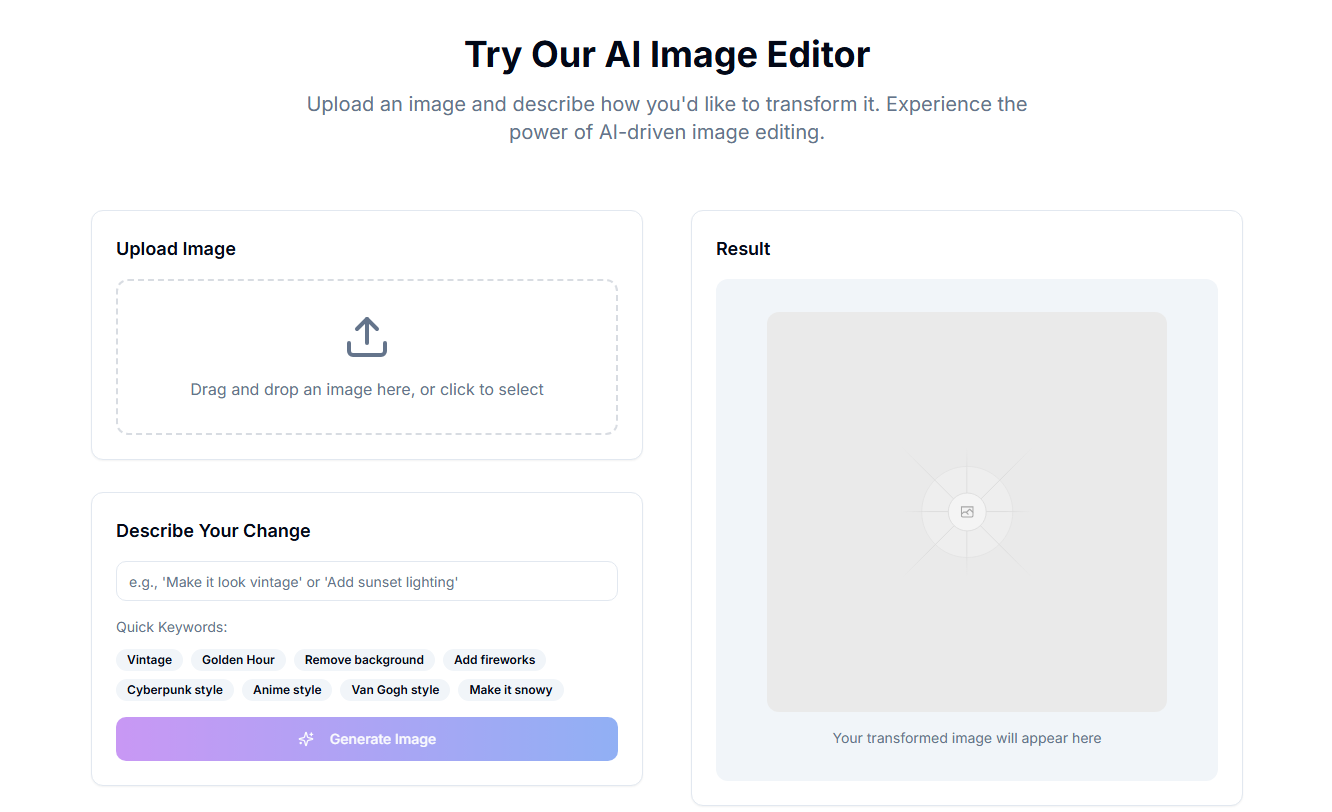 Try Our AI Image Editor
Upload an image and describe how you'd like to transform it. Experience the
power of AI-driven image editing.
Upload Image
Drag and drop an image here, or click to select
Describe Your Change
e.g., 'Make it look vintage' or 'Add sunset lighting'
Quick Keywords:
Vintage Golden Hour Remove background Add fireworks
Cyberpunk style Anime style Van Gogh style Make it snowy
Generate Image
Result
Your transformed image will appear here